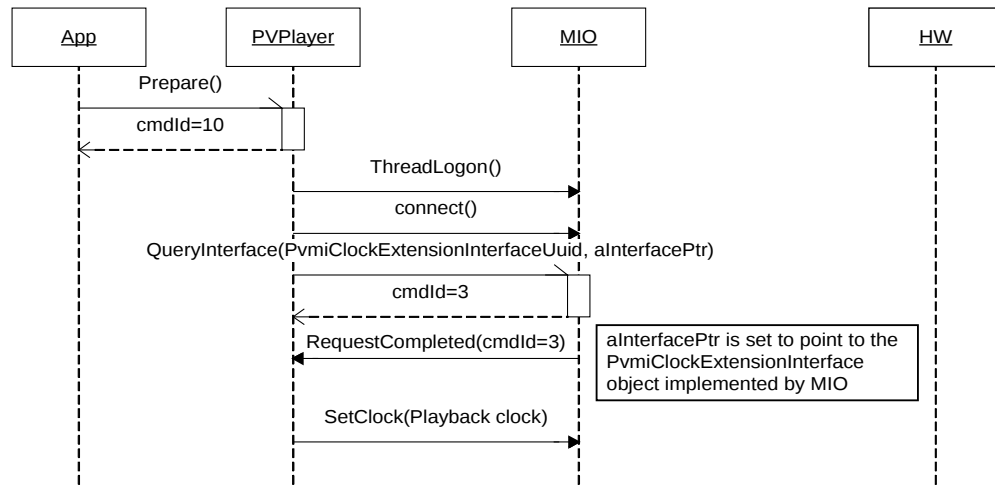 App
PVPlayer
MIO
HW
Prepare()
cmdId=10
ThreadLogon()
connect()
QueryInterface(PvmiClockExtensionInterfaceUuid, aInterfacePtr)
cmdId=3
RequestCompleted(cmdId=3)
aInterfacePtr is set to point to the
PvmiClockExtensionInterface
object implemented by MIO
SetClock(Playback clock)